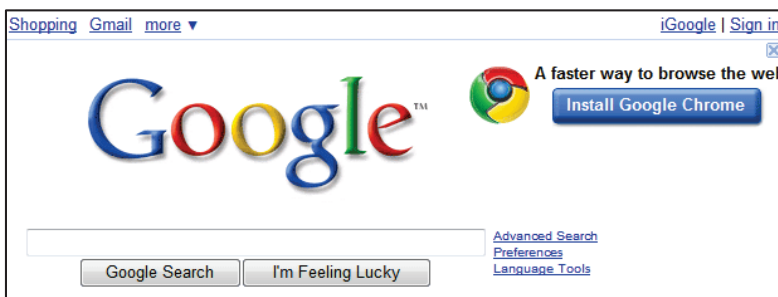 Shopping Gmail more ▼ iGoogle | Sign in
A faster way to browse the web
Install Google Chrome
Google™
Advanced Search
Preferences
Language Tools
Google Search I'm Feeling Lucky